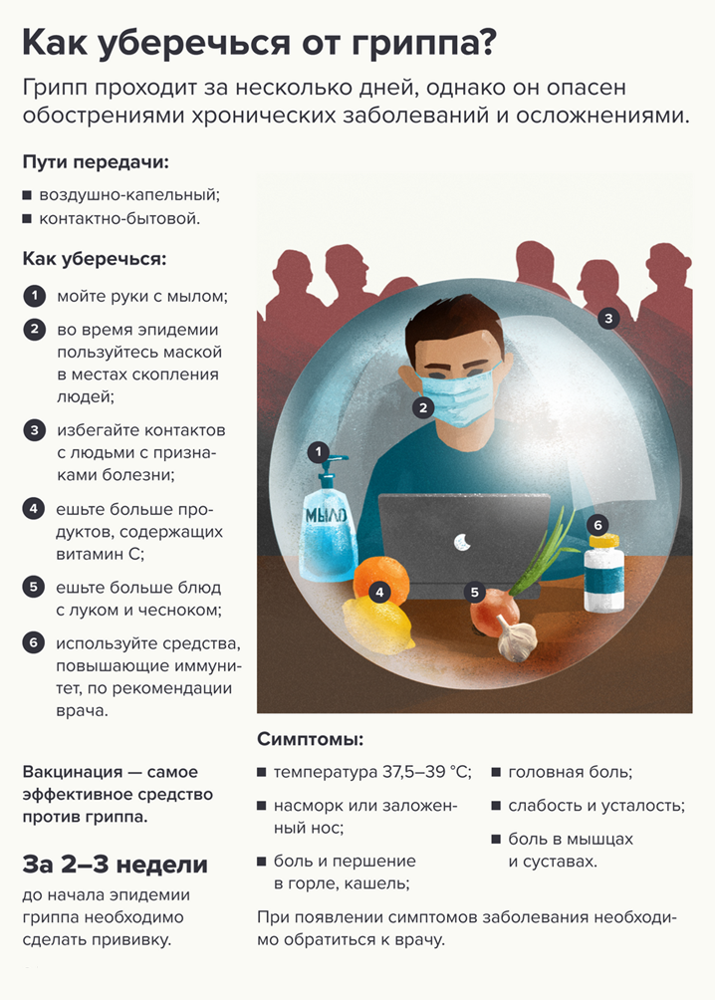 Как уберечься от гриппа?
Грипп проходит за несколько дней, однако он опасен
обострениями хронических заболеваний и осложнениями.
Пути передачи:
воздушно-капельный;
контактно-бытовой.
Как уберечься:
1 мойте руки с мылом;
2 во время эпидемии
пользуйтесь маской
в местах скопления
людей;
3 избегайте контактов
с людьми с призна-
ками болезни;
4 ешьте больше про-
дуктов, содержащих
витамин С;
5 ешьте больше блюд
с луком и чесноком;
6 используйте средства,
повышающие иммуни-
тет, по рекомендации
врача.
3
2
1
МЫЛО
6
4
5
Вакцинация — самое
эффективное средство
против гриппа.
За 2–3 недели
до начала эпидемии
гриппа необходимо
сделать прививку.
Симптомы:
температура 37,5–39 °С;
насморк или заложен-
ный нос;
боль и першение
в горле, кашель;
головная боль;
слабость и усталость;
боль в мышцах
и суставах.
При появлении симптомов заболевания необходи-
мо обратиться к врачу.